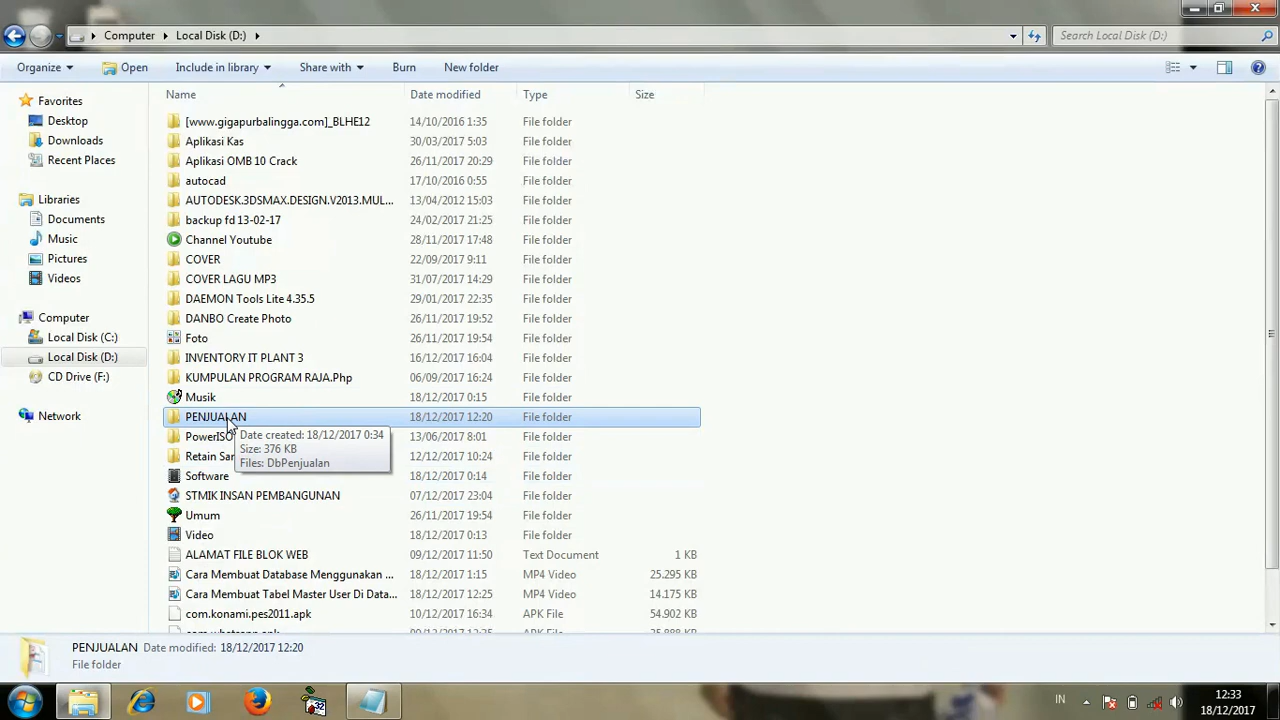 Computer
Local Disk (D:)
Search Local Disk (D:)
Organize
Open
Include in library
Share with
Burn
New folder
Favorites
Desktop
Downloads
Recent Places
Libraries
Documents
Music
Pictures
Videos
Computer
Local Disk (C:)
Local Disk (D:)
CD Drive (F:)
Network
Name Date modified Type Size
[www.gigapurbalingga.com]_BLHE12 14/10/2016 1:35 File folder
Aplikasi Kas 30/03/2017 5:03 File folder
Aplikasi OMB 10 Crack 26/11/2017 20:29 File folder
autocad 17/10/2016 0:55 File folder
AUTODESK.3DSMAX.DESIGN.V2013.MUL... 13/04/2012 15:03 File folder
backup fd 13-02-17 24/02/2017 21:25 File folder
Channel Youtube 28/11/2017 17:48 File folder
COVER 22/09/2017 9:11 File folder
COVER LAGU MP3 31/07/2017 14:29 File folder
DAEMON Tools Lite 4.35.5 29/01/2017 22:35 File folder
DANBO Create Photo 26/11/2017 19:52 File folder
Foto 26/11/2017 19:54 File folder
INVENTORY IT PLANT 3 16/12/2017 16:04 File folder
KUMPULAN PROGRAM RAJA.Php 06/09/2017 16:24 File folder
Musik 18/12/2017 0:15 File folder
PENJUALAN 18/12/2017 12:20 File folder
PowerISO 13/06/2017 8:01 File folder
Date created: 18/12/2017 0:34
Size: 376 KB
Files: DbPenjualan
Retain Sar 12/12/2017 10:24 File folder
Software 18/12/2017 0:14 File folder
STMIK INSAN PEMBANGUNAN 07/12/2017 23:04 File folder
Umum 26/11/2017 19:54 File folder
Video 18/12/2017 0:13 File folder
ALAMAT FILE BLOK WEB 09/12/2017 11:50 Text Document 1 KB
Cara Membuat Database Menggunakan ... 18/12/2017 1:15 MP4 Video 25.295 KB
Cara Membuat Tabel Master User Di Data... 18/12/2017 12:25 MP4 Video 14.175 KB
com.konami.pes2011.apk 10/12/2017 16:34 APK File 54.902 KB
PENJUALAN Date modified: 18/12/2017 12:20
File folder
32
IN
12:33
18/12/2017